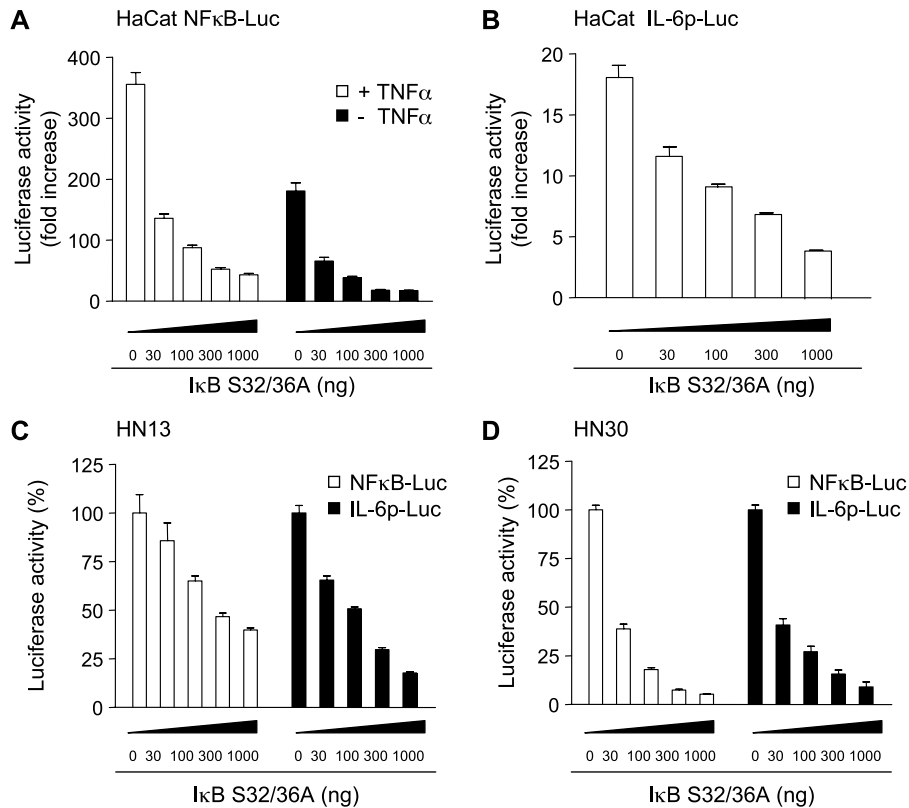 A HaCat NFκB-Luc
Luciferase activity
(fold increase)
400
300
200
100
0
+ TNFα
- TNFα
0 30 100 300 1000 0 30 100 300 1000
IκB S32/36A (ng)
B HaCat IL-6p-Luc
Luciferase activity
(fold increase)
20
15
10
5
0
0 30 100 300 1000
IκB S32/36A (ng)
C HN13
Luciferase activity (%)
125
100
75
50
25
0
NFκB-Luc
IL-6p-Luc
0 30 100 300 1000 0 30 100 300 1000
IκB S32/36A (ng)
D HN30
Luciferase activity (%)
125
100
75
50
25
0
NFκB-Luc
IL-6p-Luc
0 30 100 300 1000 0 30 100 300 1000
IκB S32/36A (ng)